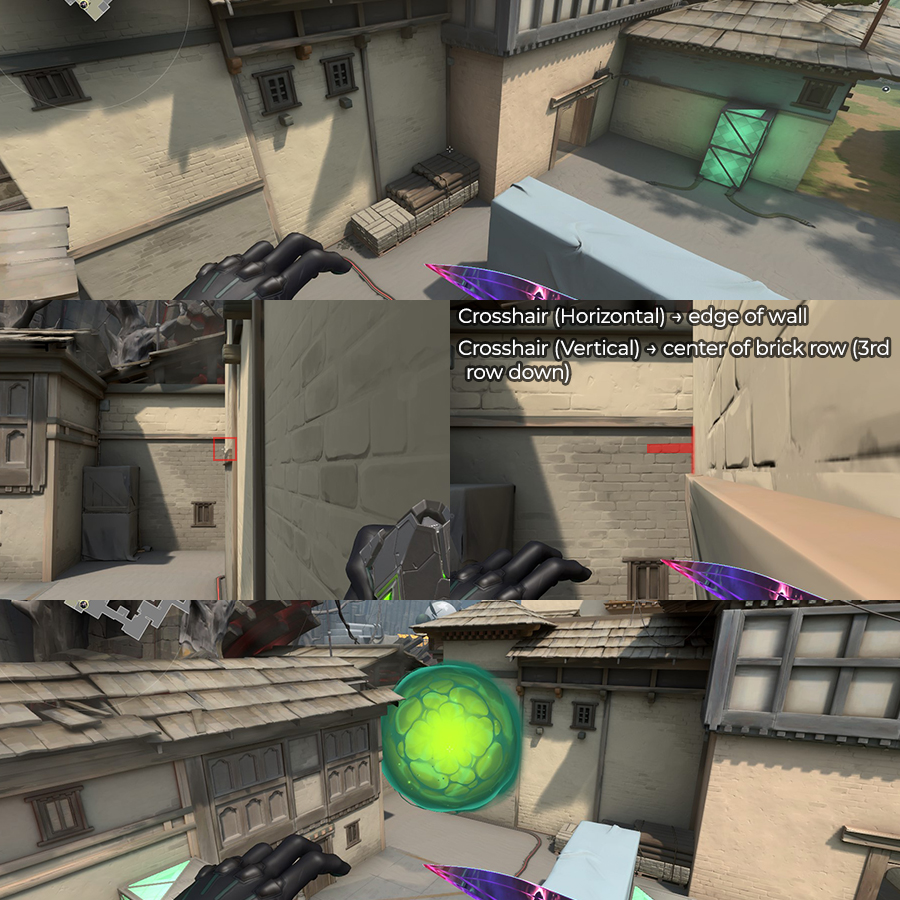 Crosshair (Horizontal) → edge of wall
Crosshair (Vertical) → center of brick row (3rd
row down)